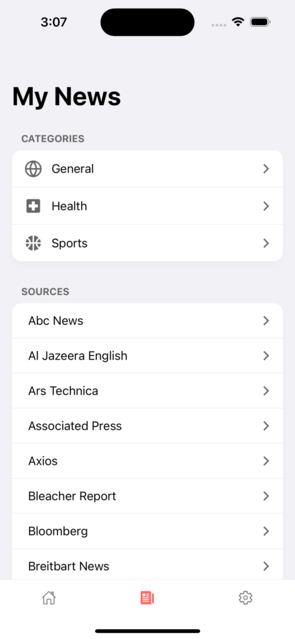 3:07
My News
CATEGORIES
General
Health
Sports
SOURCES
Abc News
Al Jazeera English
Ars Technica
Associated Press
Axios
Bleacher Report
Bloomberg
Breitbart News